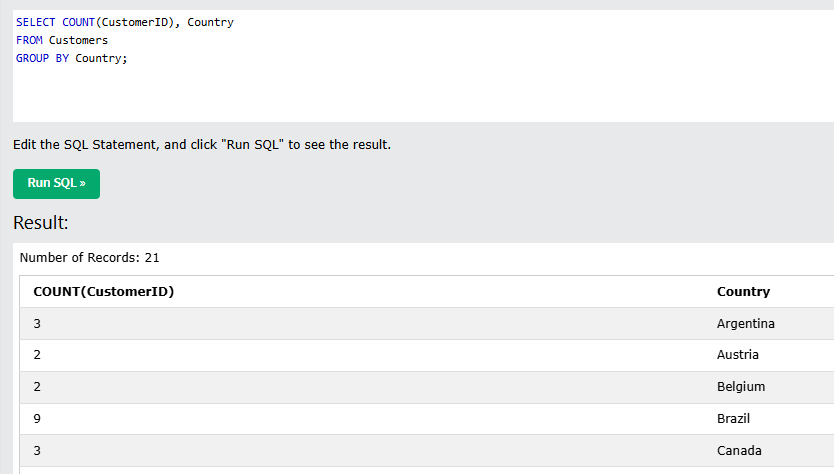 SELECT COUNT(CustomerID), Country
FROM Customers
GROUP BY Country;
Edit the SQL Statement, and click "Run SQL" to see the result.
Run SQL »
Result:
Number of Records: 21
COUNT(CustomerID) Country
3 Argentina
2 Austria
2 Belgium
9 Brazil
3 Canada